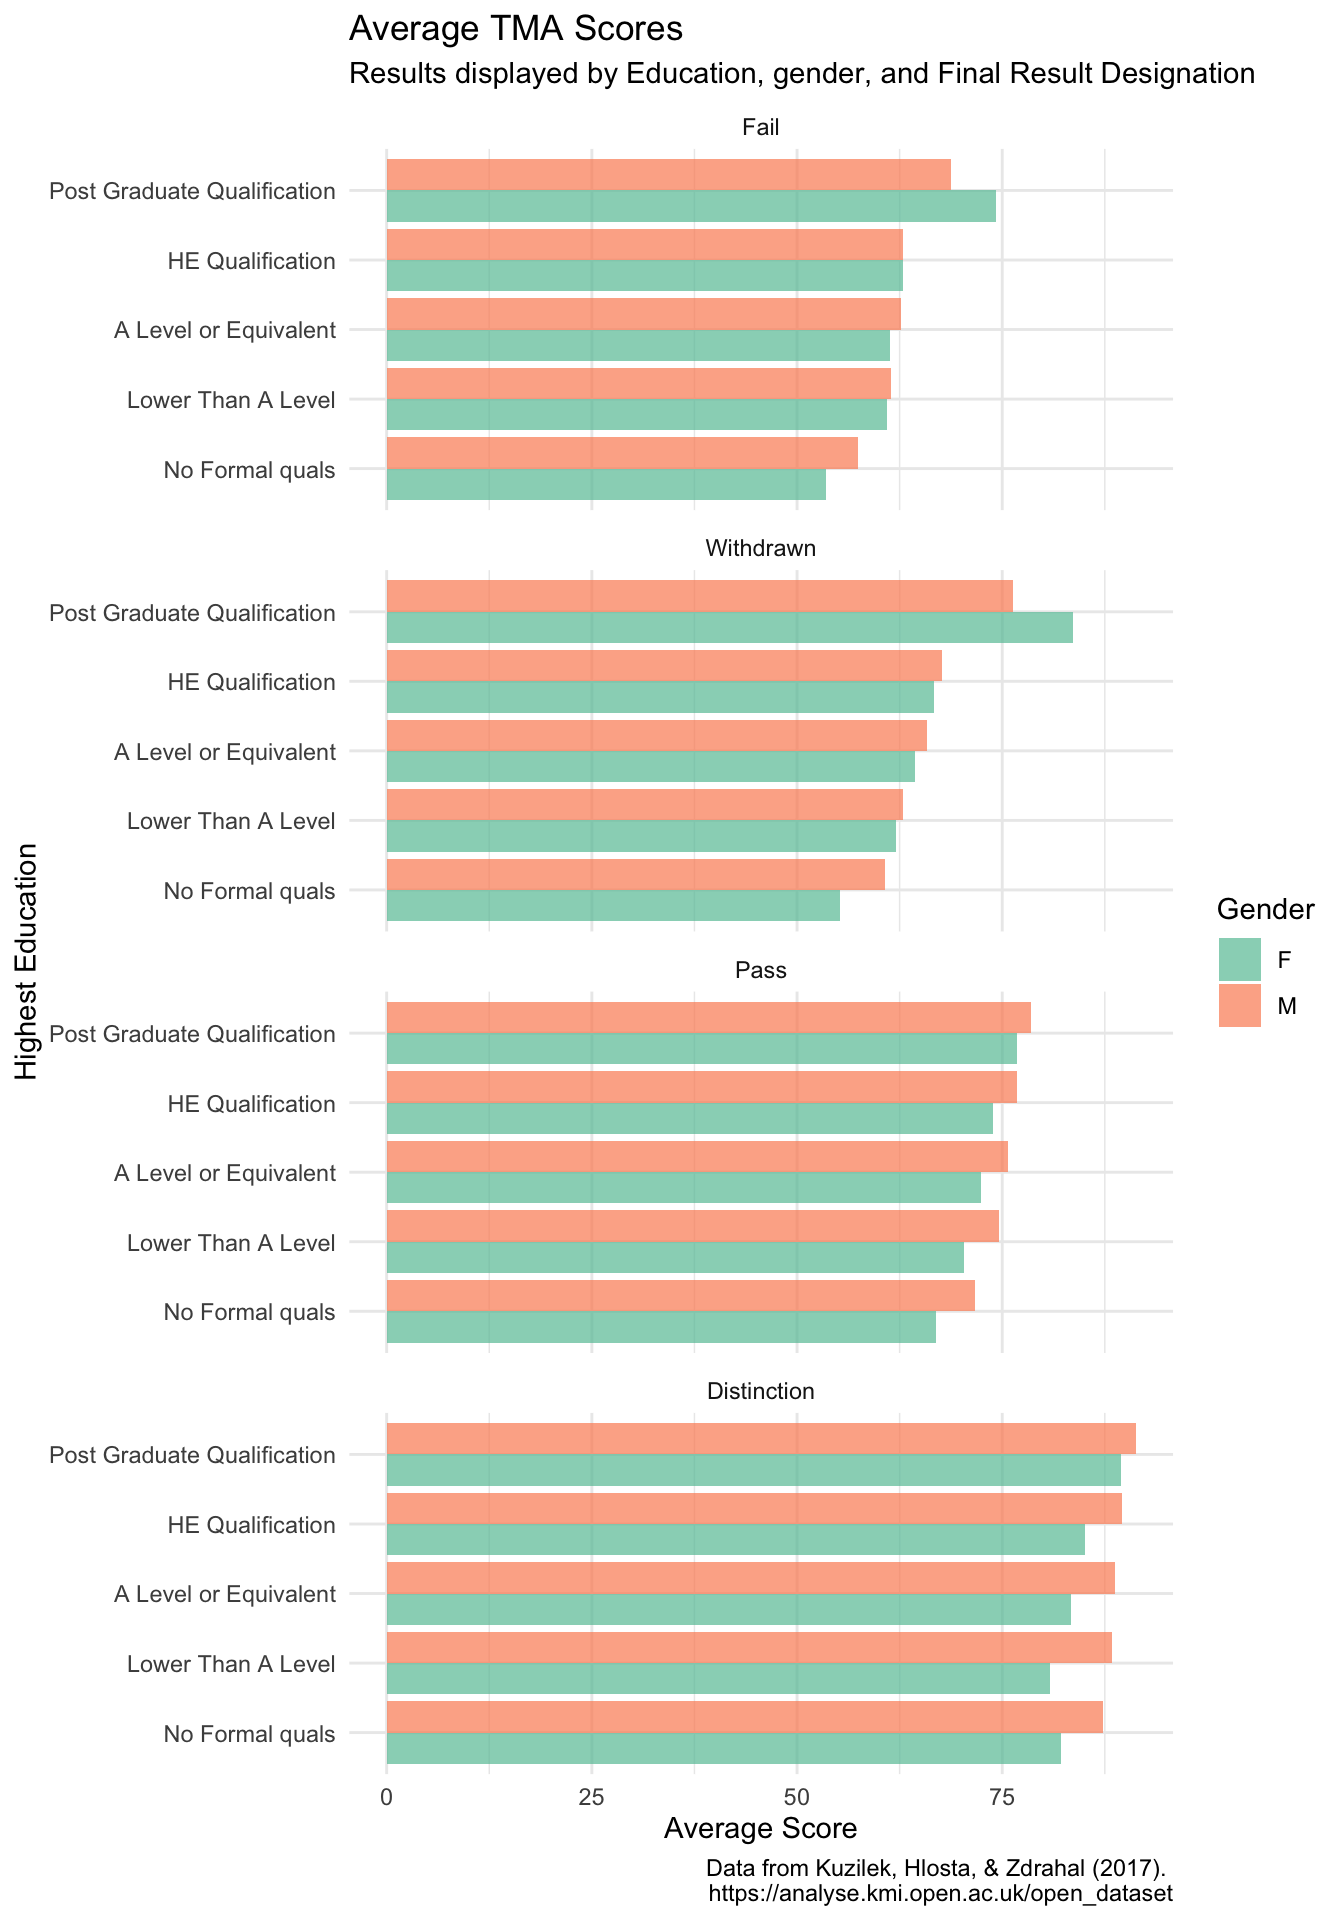 Average TMA Scores
Results displayed by Education, gender, and Final Result Designation
Fail
Post Graduate Qualification
HE Qualification
A Level or Equivalent
Lower Than A Level
No Formal quals
Withdrawn
Post Graduate Qualification
HE Qualification
A Level or Equivalent
Lower Than A Level
No Formal quals
Pass
Post Graduate Qualification
HE Qualification
A Level or Equivalent
Lower Than A Level
No Formal quals
Distinction
Post Graduate Qualification
HE Qualification
A Level or Equivalent
Lower Than A Level
No Formal quals
0 25 50 75
Average Score
Highest Education
Gender
F
M
Data from Kuzilek, Hlosta, & Zdrahal (2017).
https://analyse.kmi.open.ac.uk/open_dataset